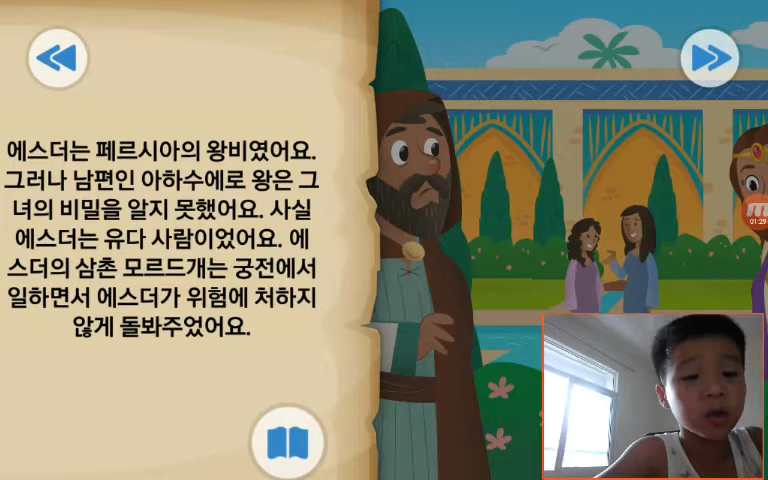 에스더는 페르시아의 왕비였어요.
그러나 남편인 아하수에로 왕은 그
녀의 비밀을 알지 못했어요. 사실
에스더는 유다 사람이었어요. 에
스더의 삼촌 모르드개는 궁전에서
일하면서 에스더가 위험에 처하지
않게 돌봐주었어요.
01:29